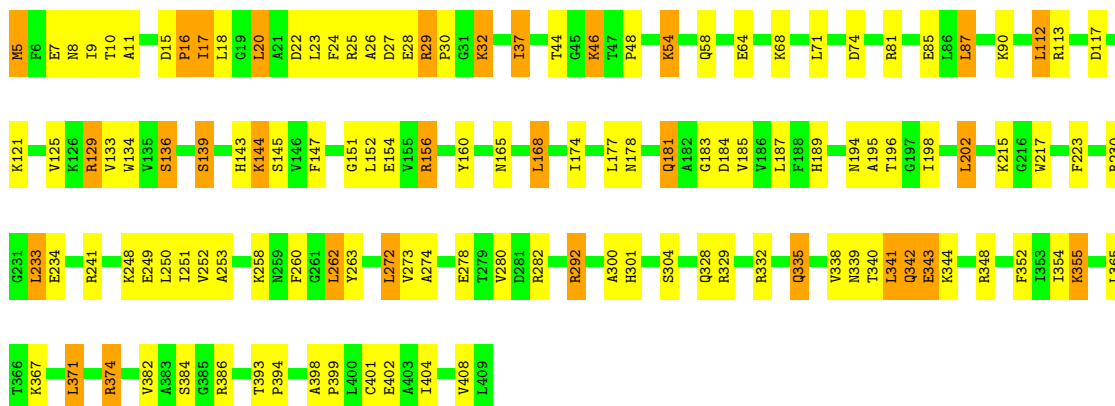 M5 F6 E7 N8 I9 T10 A11 D15 P16 I17 L18 G19 L20 A21 D22 L23 F24 R25 A26 D27 E28 R29 P30 G31 K32 I37 T44 G45 K46 T47 P48 K54 Q58 E64 K68 L71 D74 R81 E85 L86 L87 K90 L112 R113 D117
K121 V125 K126 R129 V133 W134 V135 S136 S139 H143 K144 S145 V146 F147 G151 L152 E154 V155 R156 Y160 N165 L168 I174 L177 N178 Q181 A182 G183 D184 V185 V186 L187 F188 H189 N194 A195 T196 G197 I198 L202 K215 G216 W217 F223
G231 L233 E234 R241 K248 E249 L250 I251 V252 A253 K258 N259 F260 G261 L262 Y263 L272 V273 A274 E278 T279 V280 D281 R282 R292 A300 H301 S304 Q328 R329 R332 Q335 V338 N339 T340 L341 Q342 E343 K344 R348 F352 I353 I354 K355
T366 K367 L371 R374 V382 A383 S384 G385 R386 T393 P394 A398 P399 L400 C401 E402 A403 I404 V408 L409